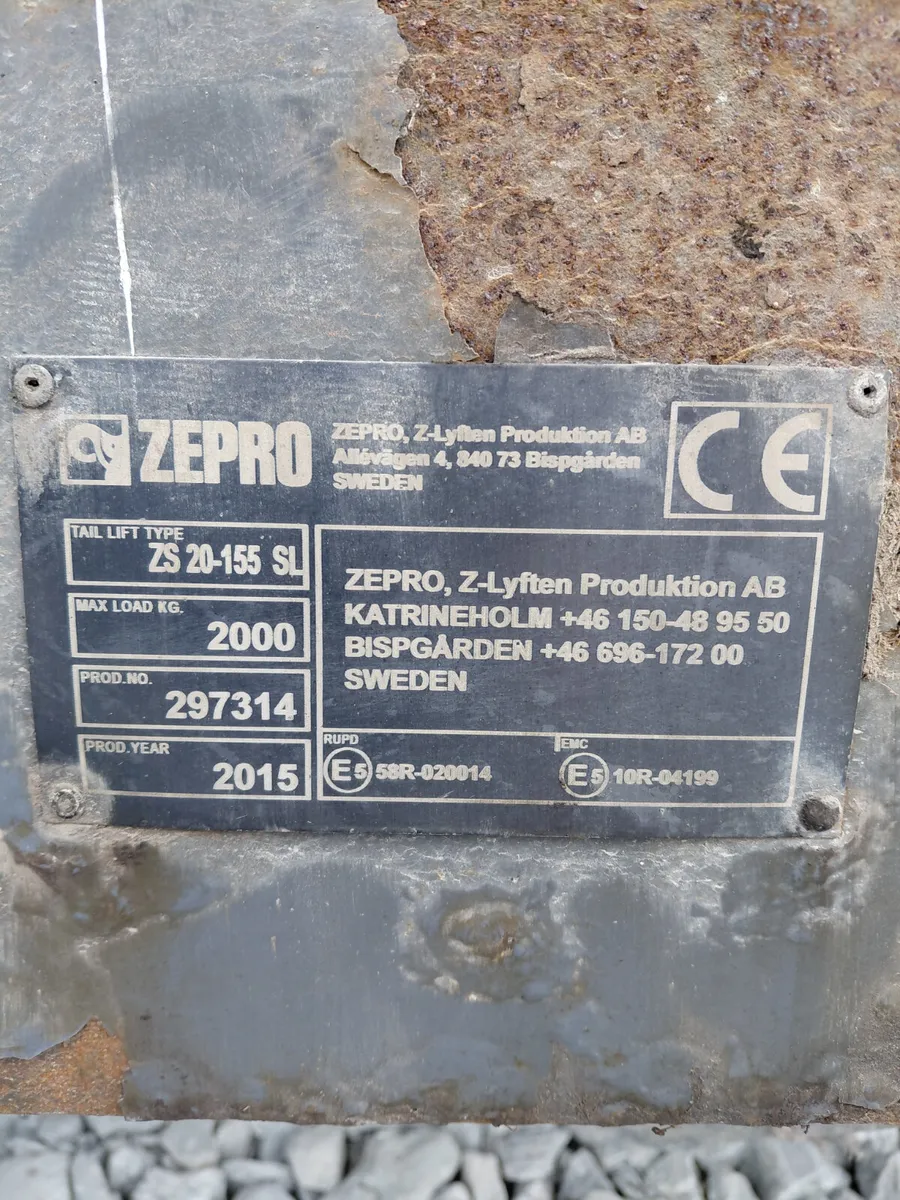 ZEPRO
ZEPRO, Z-Lyften Produktion AB
Allévägen 4, 840 73 Bispgården
SWEDEN
CE
TAIL LIFT TYPE
ZS 20-155 SL
MAX LOAD KG.
2000
PROD.NO.
297314
PROD.YEAR
2015
ZEPRO, Z-Lyften Produktion AB
KATRINEHOLM +46 150-48 95 50
BISPGÅRDEN +46 696-172 00
SWEDEN
RUPD
E5 58R-020014
EMC
E5 10R-04199